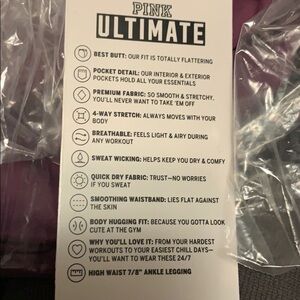 PINK
ULTIMATE
BEST BUTT: OUR FIT IS TOTALLY FLATTERING
POCKET DETAIL: OUR INTERIOR & EXTERIOR
POCKETS HOLD ALL YOUR ESSENTIALS
PREMIUM FABRIC: SO SMOOTH & STRETCHY,
YOU'LL NEVER WANT TO TAKE 'EM OFF
4-WAY STRETCH: ALWAYS MOVES WITH YOUR
BODY
BREATHABLE: FEELS LIGHT & AIRY DURING
ANY WORKOUT
SWEAT WICKING: HELPS KEEP YOU DRY & COMFY
QUICK DRY FABRIC: TRUST—NO WORRIES
IF YOU SWEAT
SMOOTHING WAISTBAND: LIES FLAT AGAINST
THE SKIN
BODY HUGGING FIT: BECAUSE YOU GOTTA LOOK
CUTE AT THE GYM
WHY YOU'LL LOVE IT: FROM YOUR HARDEST
WORKOUTS TO YOUR EASIEST CHILL DAYS—
YOU'LL WANT TO WEAR THESE 24/7
HIGH WAIST 7/8" ANKLE LEGGING